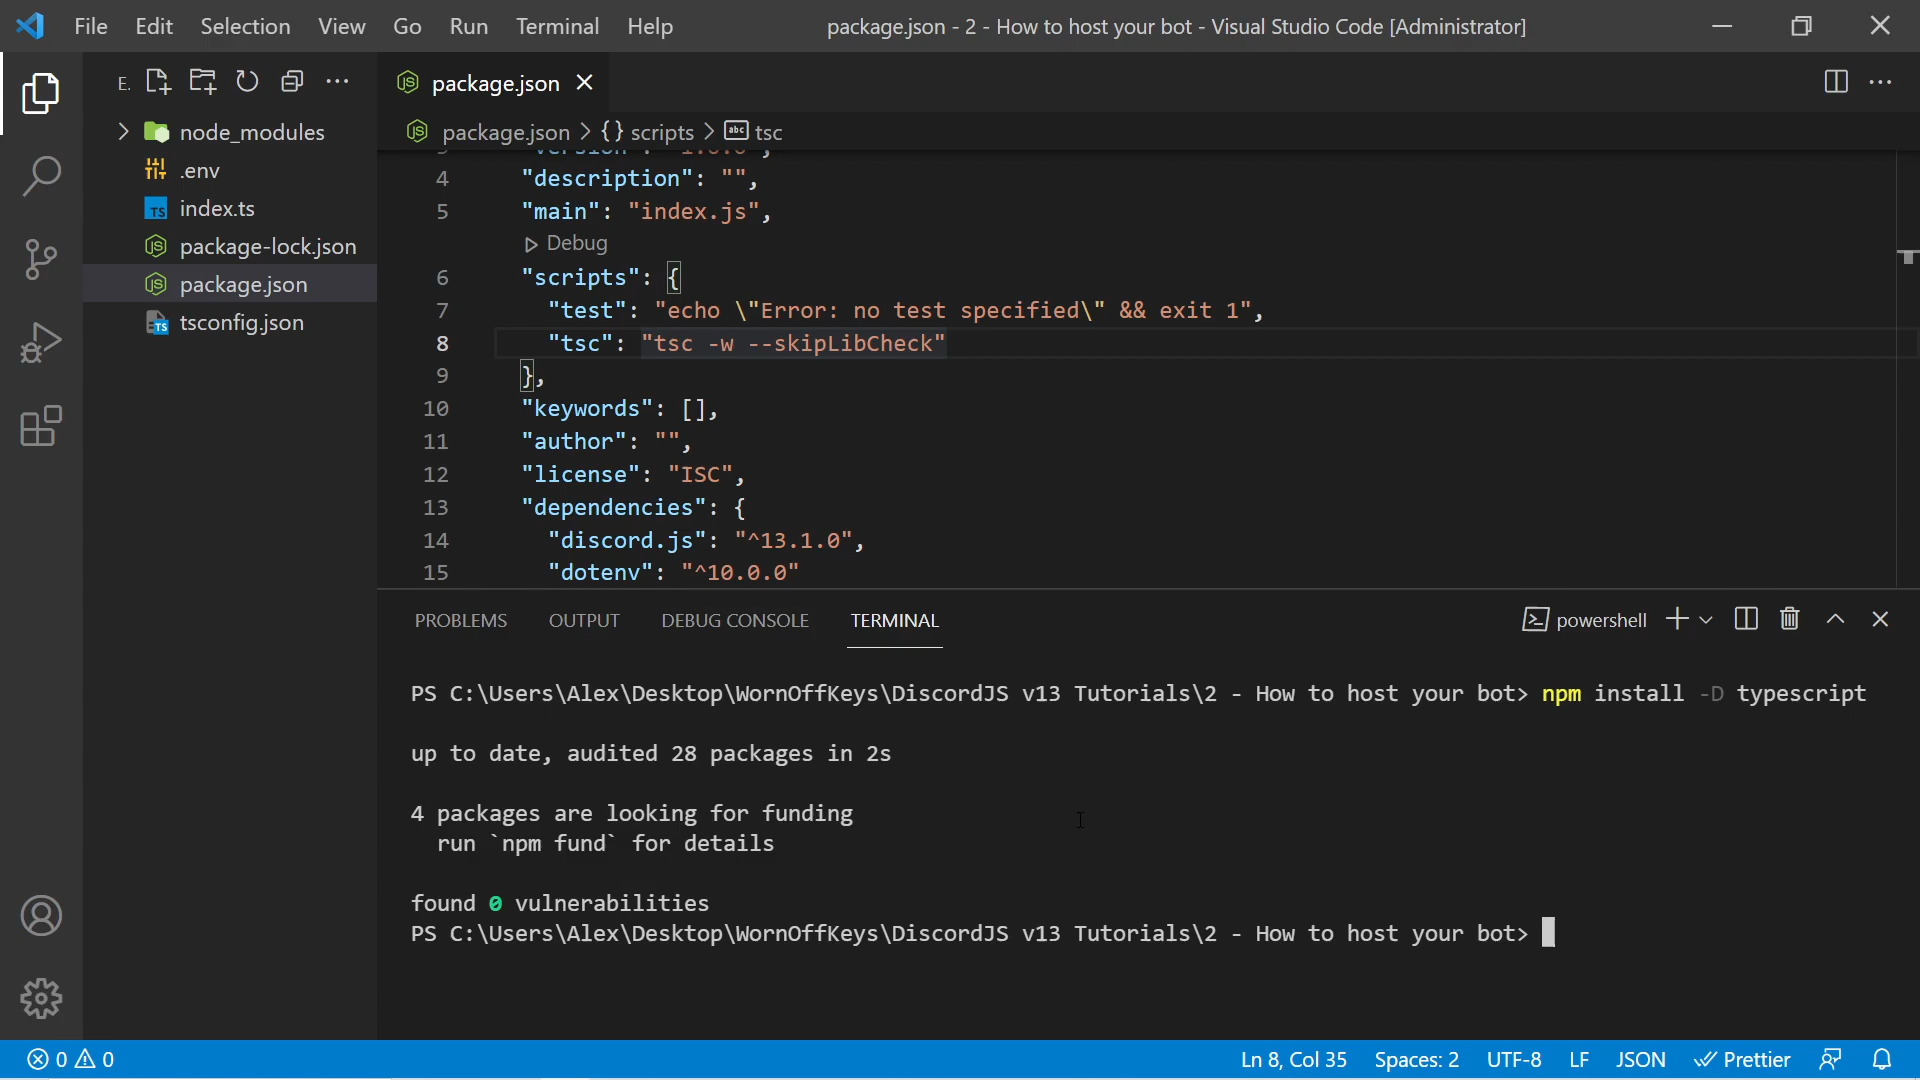 File Edit Selection View Go Run Terminal Help package.json - 2 - How to host your bot - Visual Studio Code [Administrator]
E.
node_modules
.env
TS index.ts
package-lock.json
package.json
TS tsconfig.json
package.json
package.json > {} scripts > abc tsc
"version": "1.0.0",
4 "description": "",
5 "main": "index.js",
Debug
6 "scripts": {
7 "test": "echo \"Error: no test specified\" && exit 1",
8 "tsc": "tsc -w --skipLibCheck"
9 },
10 "keywords": [],
11 "author": "",
12 "license": "ISC",
13 "dependencies": {
14 "discord.js": "^13.1.0",
15 "dotenv": "^10.0.0"
PROBLEMS OUTPUT DEBUG CONSOLE TERMINAL powershell
PS C:\Users\Alex\Desktop\WornOffKeys\DiscordJS v13 Tutorials\2 - How to host your bot> npm install -D typescript
up to date, audited 28 packages in 2s
4 packages are looking for funding
run `npm fund` for details
found 0 vulnerabilities
PS C:\Users\Alex\Desktop\WornOffKeys\DiscordJS v13 Tutorials\2 - How to host your bot>
0 0 Ln 8, Col 35 Spaces: 2 UTF-8 LF JSON Prettier